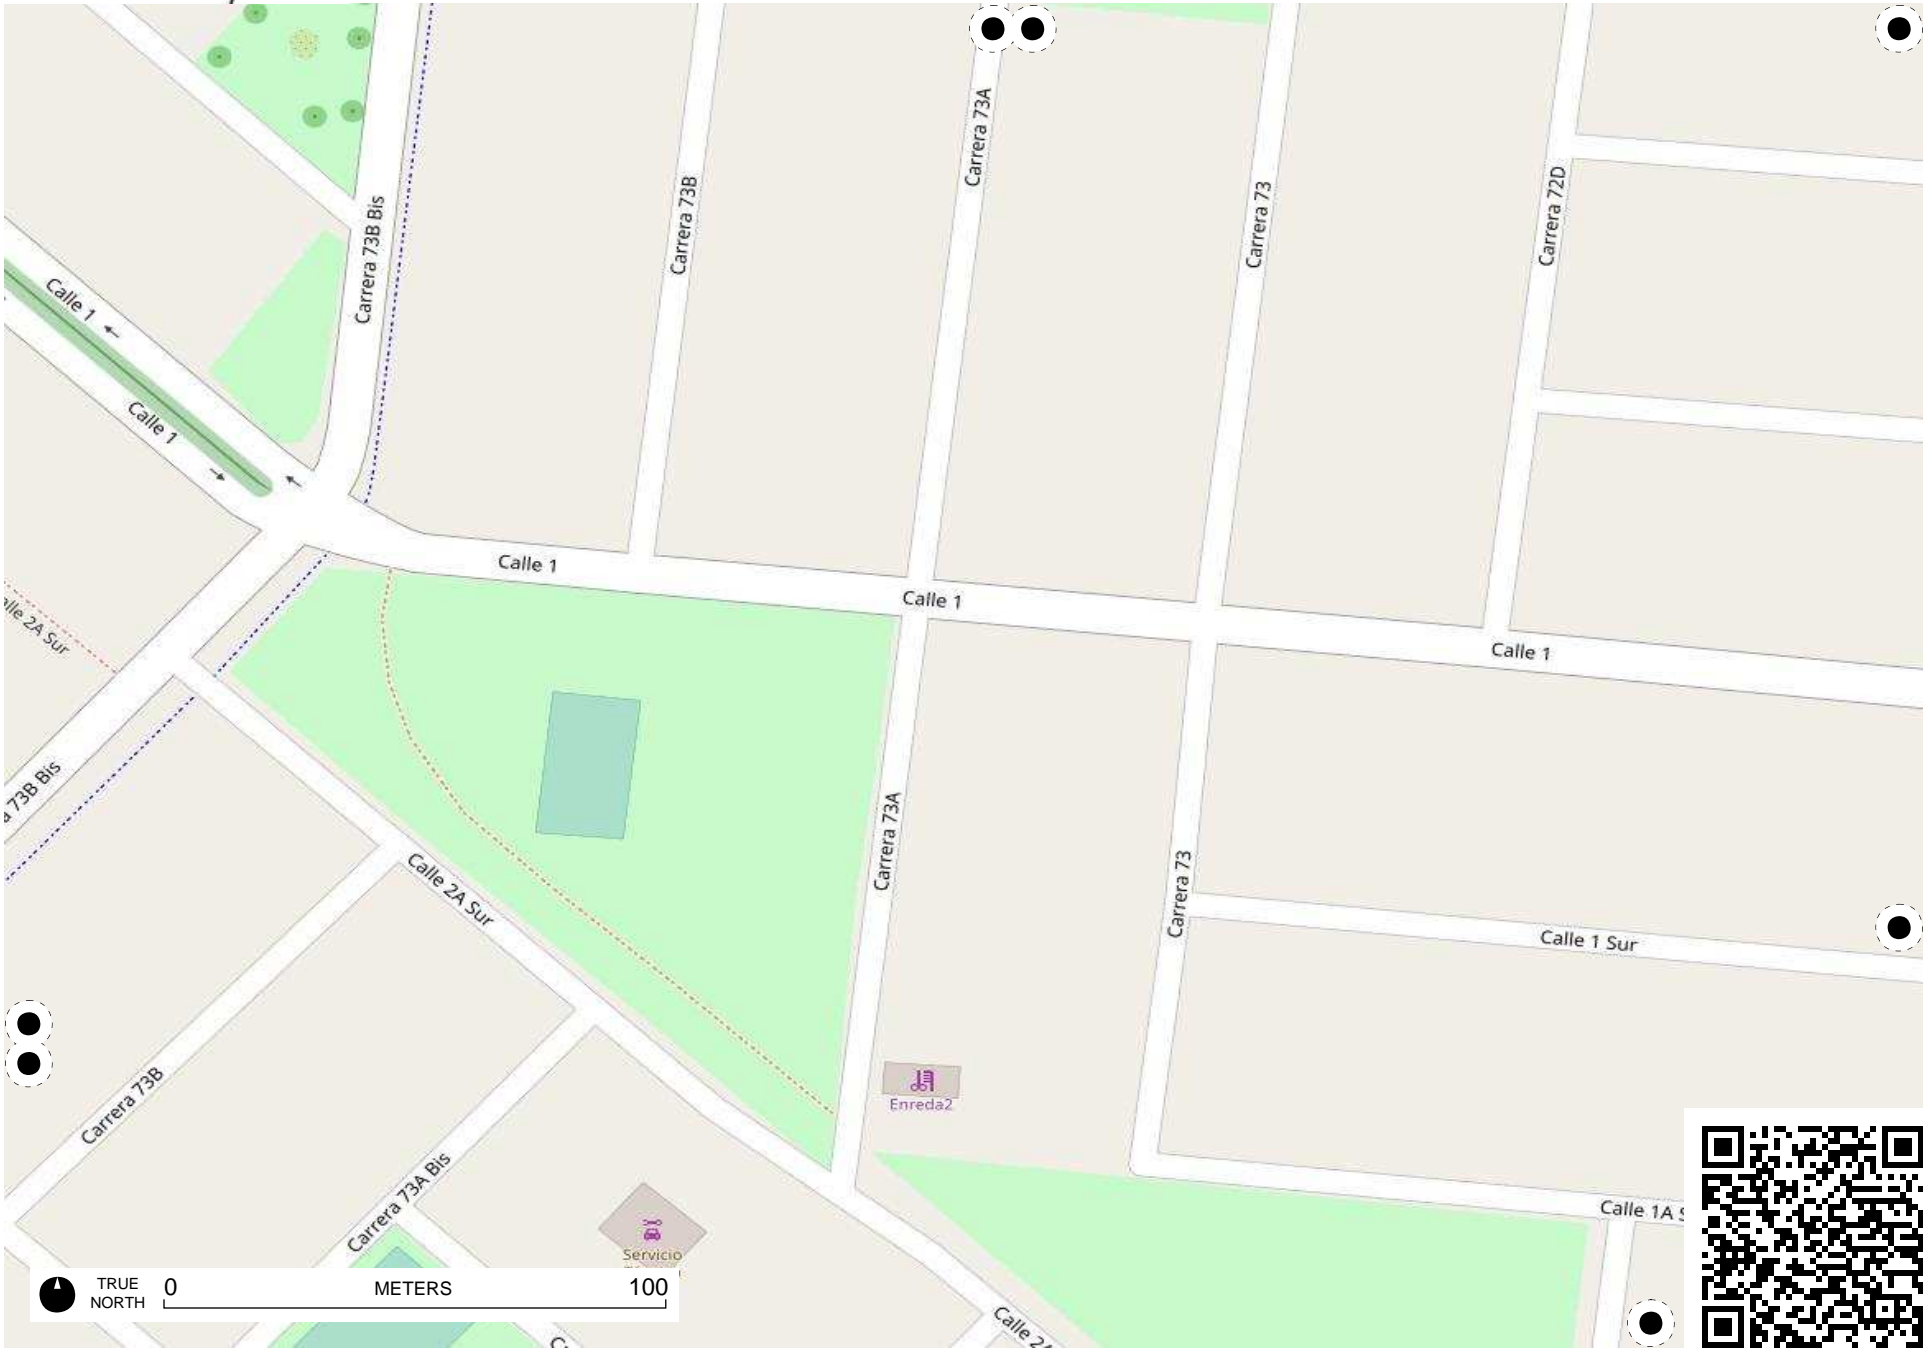 Carrera 73A
Carrera 73B
Carrera 73
Carrera 72D
Carrera 73B Bis
Calle 1
Calle 1
Calle 1
Calle 1
Calle 1
2A Sur
73B Bis
Carrera 73A
Calle 2A Sur
Carrera 73
Calle 1 Sur
Enreda2
Carrera 73B
Carrera 73A Bis
Calle 1A
Servicio
TRUE
NORTH
0 METERS 100
Calle